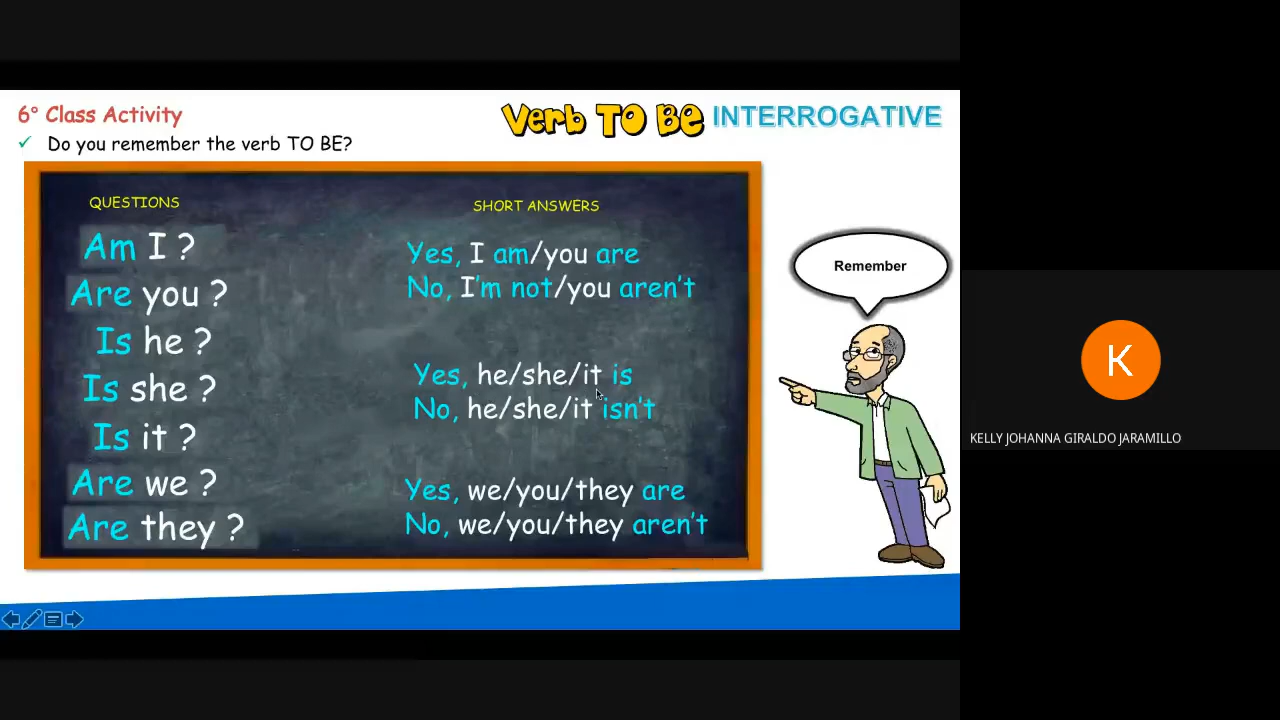 6° Class Activity
Verb TO BE INTERROGATIVE
✓ Do you remember the verb TO BE?
QUESTIONS
Am I ?
Are you ?
Is he ?
Is she ?
Is it ?
Are we ?
Are they ?
SHORT ANSWERS
Yes, I am/you are
No, I'm not/you aren't
Yes, he/she/it is
No, he/she/it isn't
Yes, we/you/they are
No, we/you/they aren't
Remember
K
KELLY JOHANNA GIRALDO JARAMILLO